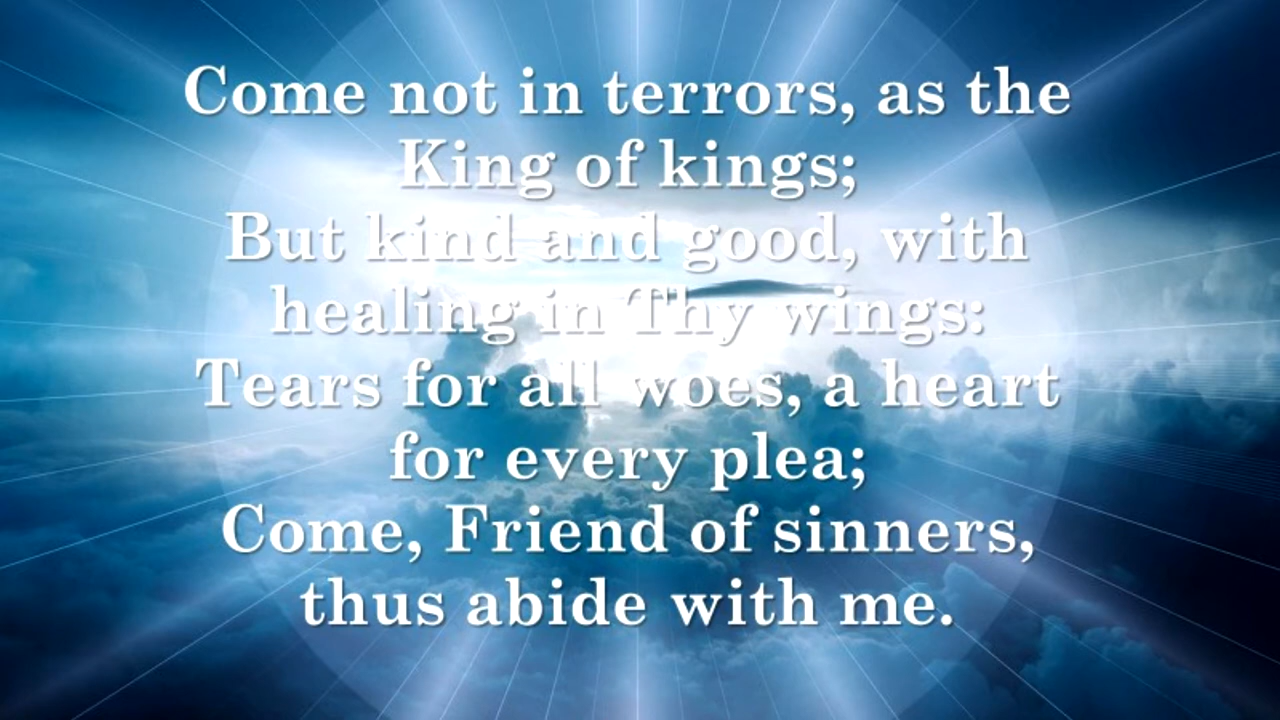 Come not in terrors, as the
King of kings;
But kind and good, with
healing in Thy wings:
Tears for all woes, a heart
for every plea;
Come, Friend of sinners,
thus abide with me.